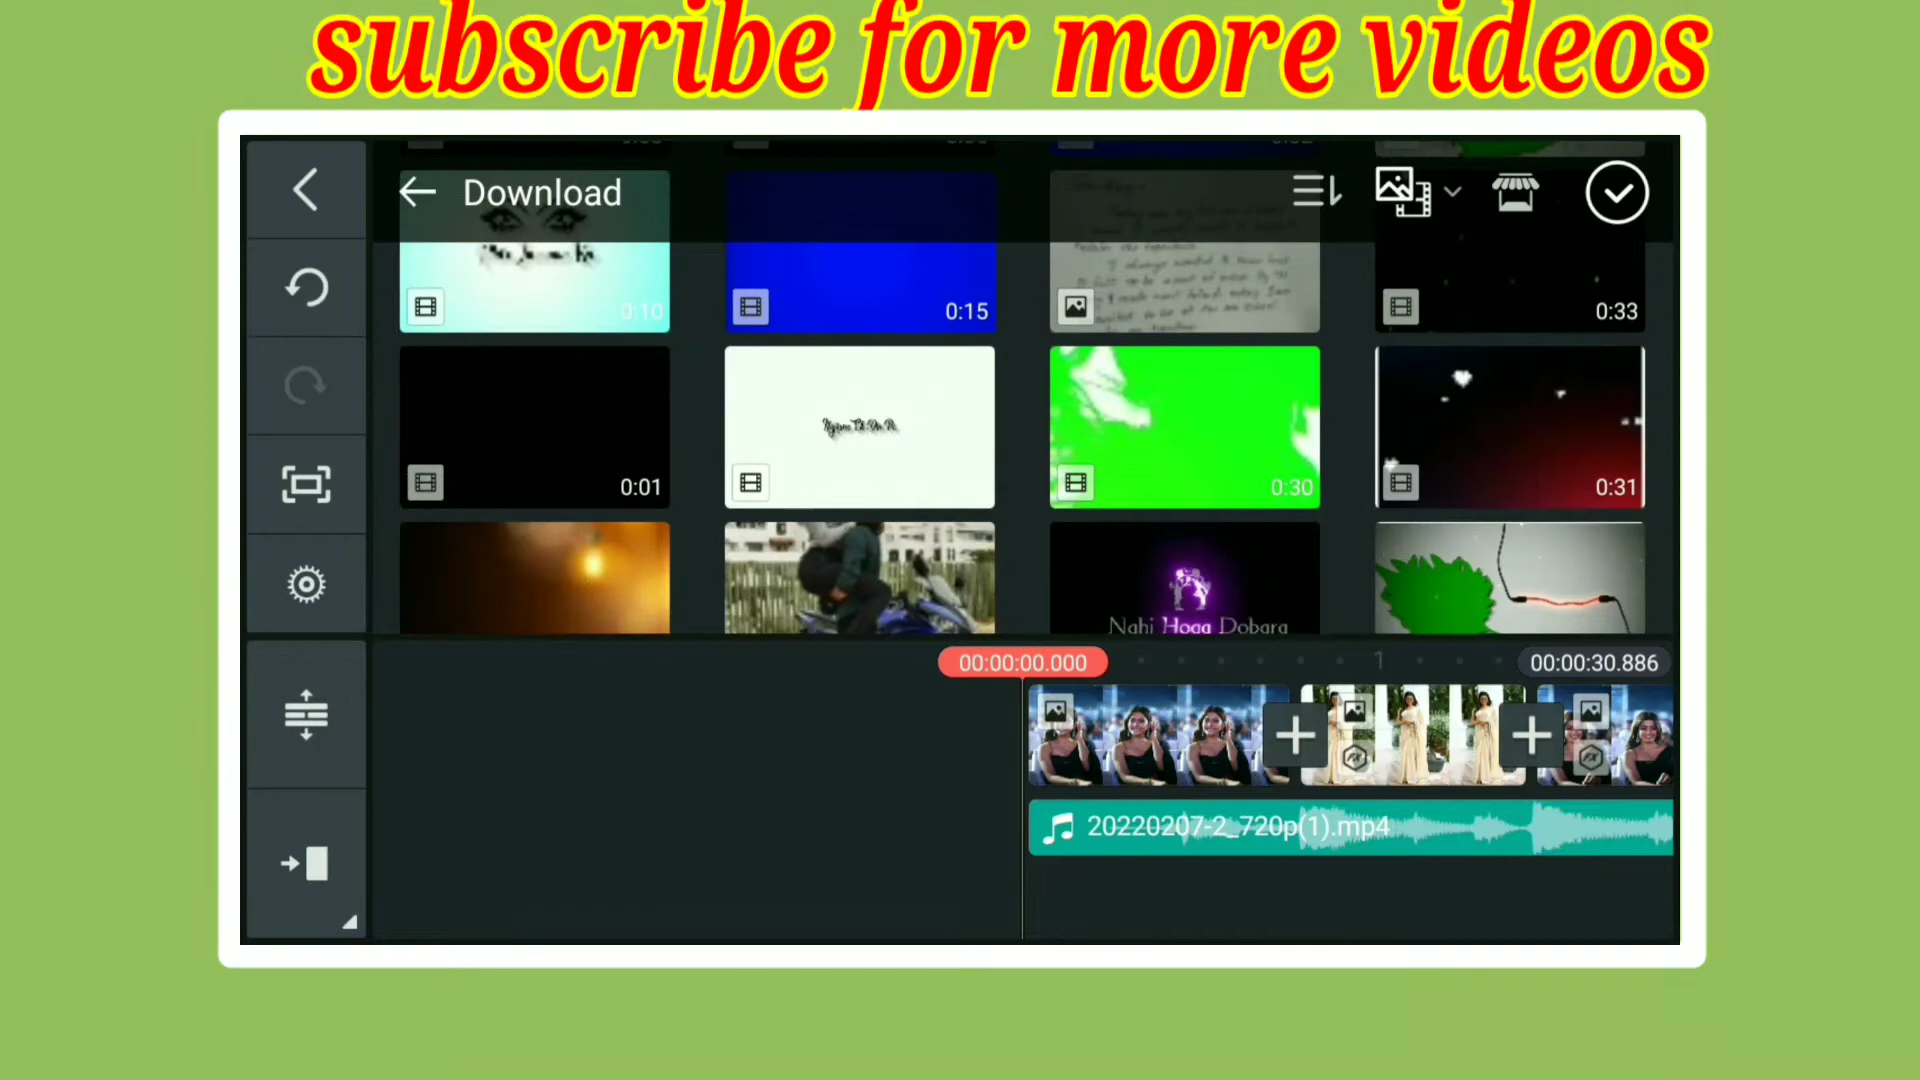 subscribe for more videos
Download
0:10
0:15
0:33
0:01
0:30
0:31
Nahi Hoga Dobara
00:00:00.000
1
00:00:30.886
20220207-2_720p(1).mp4